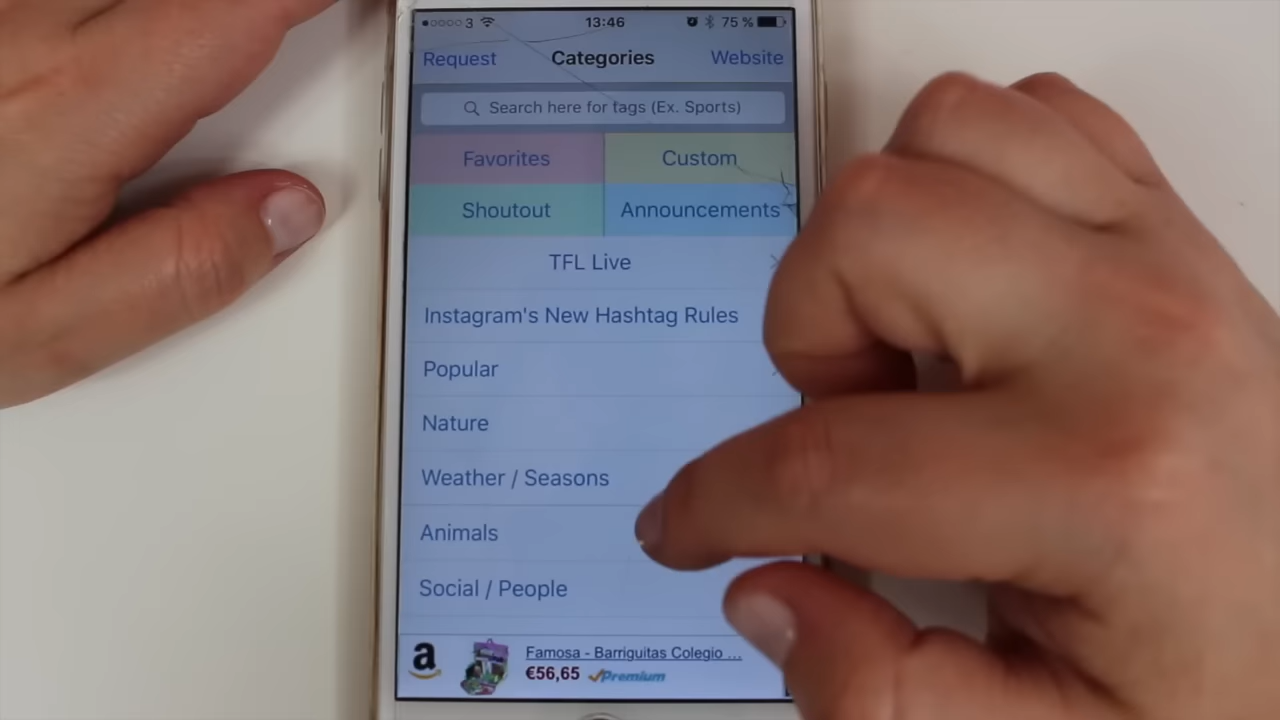 3 13:46 75 %
Request Categories Website
Search here for tags (Ex. Sports)
Favorites Custom
Shoutout Announcements
TFL Live
Instagram's New Hashtag Rules
Popular
Nature
Weather / Seasons
Animals
Social / People
a Famosa - Barriguitas Colegio ...
€56,65 Premium